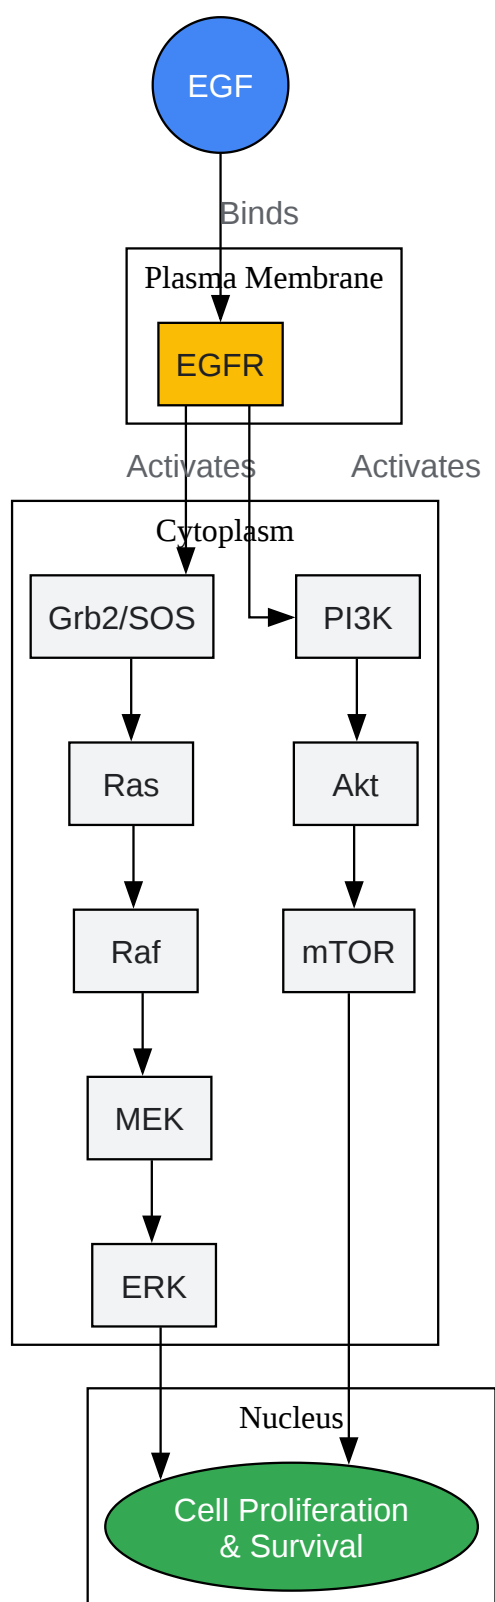 EGF
Binds
Plasma Membrane
EGFR
Activates
Activates
Cytoplasm
Grb2/SOS
PI3K
Ras
Akt
Raf
mTOR
MEK
ERK
Nucleus
Cell Proliferation
& Survival